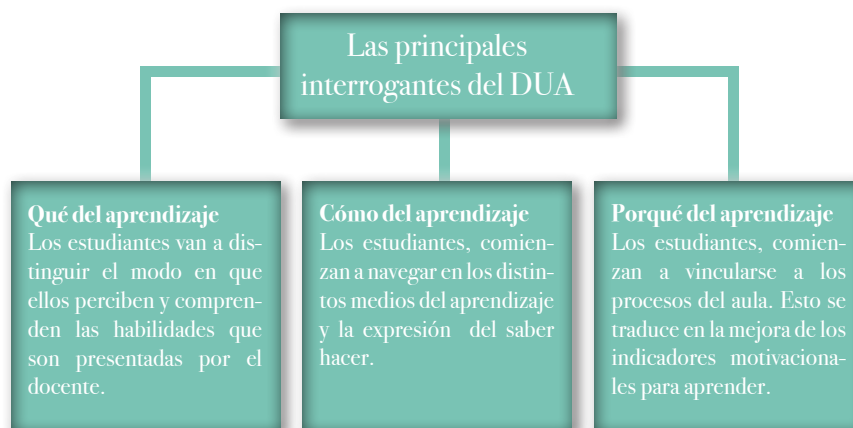 Las principales
interrogantes del DUA
Qué del aprendizaje
Los estudiantes van a dis-
tinguir el modo en que
ellos perciben y compren-
den las habilidades que
son presentadas por el
docente.
Cómo del aprendizaje
Los estudiantes, comien-
zan a navegar en los distin-
tos medios del aprendizaje
y la expresión del saber
hacer.
Porqué del aprendizaje
Los estudiantes, comien-
zan a vincularse a los
procesos del aula. Esto se
traduce en la mejora de los
indicadores motivaciona-
les para aprender.